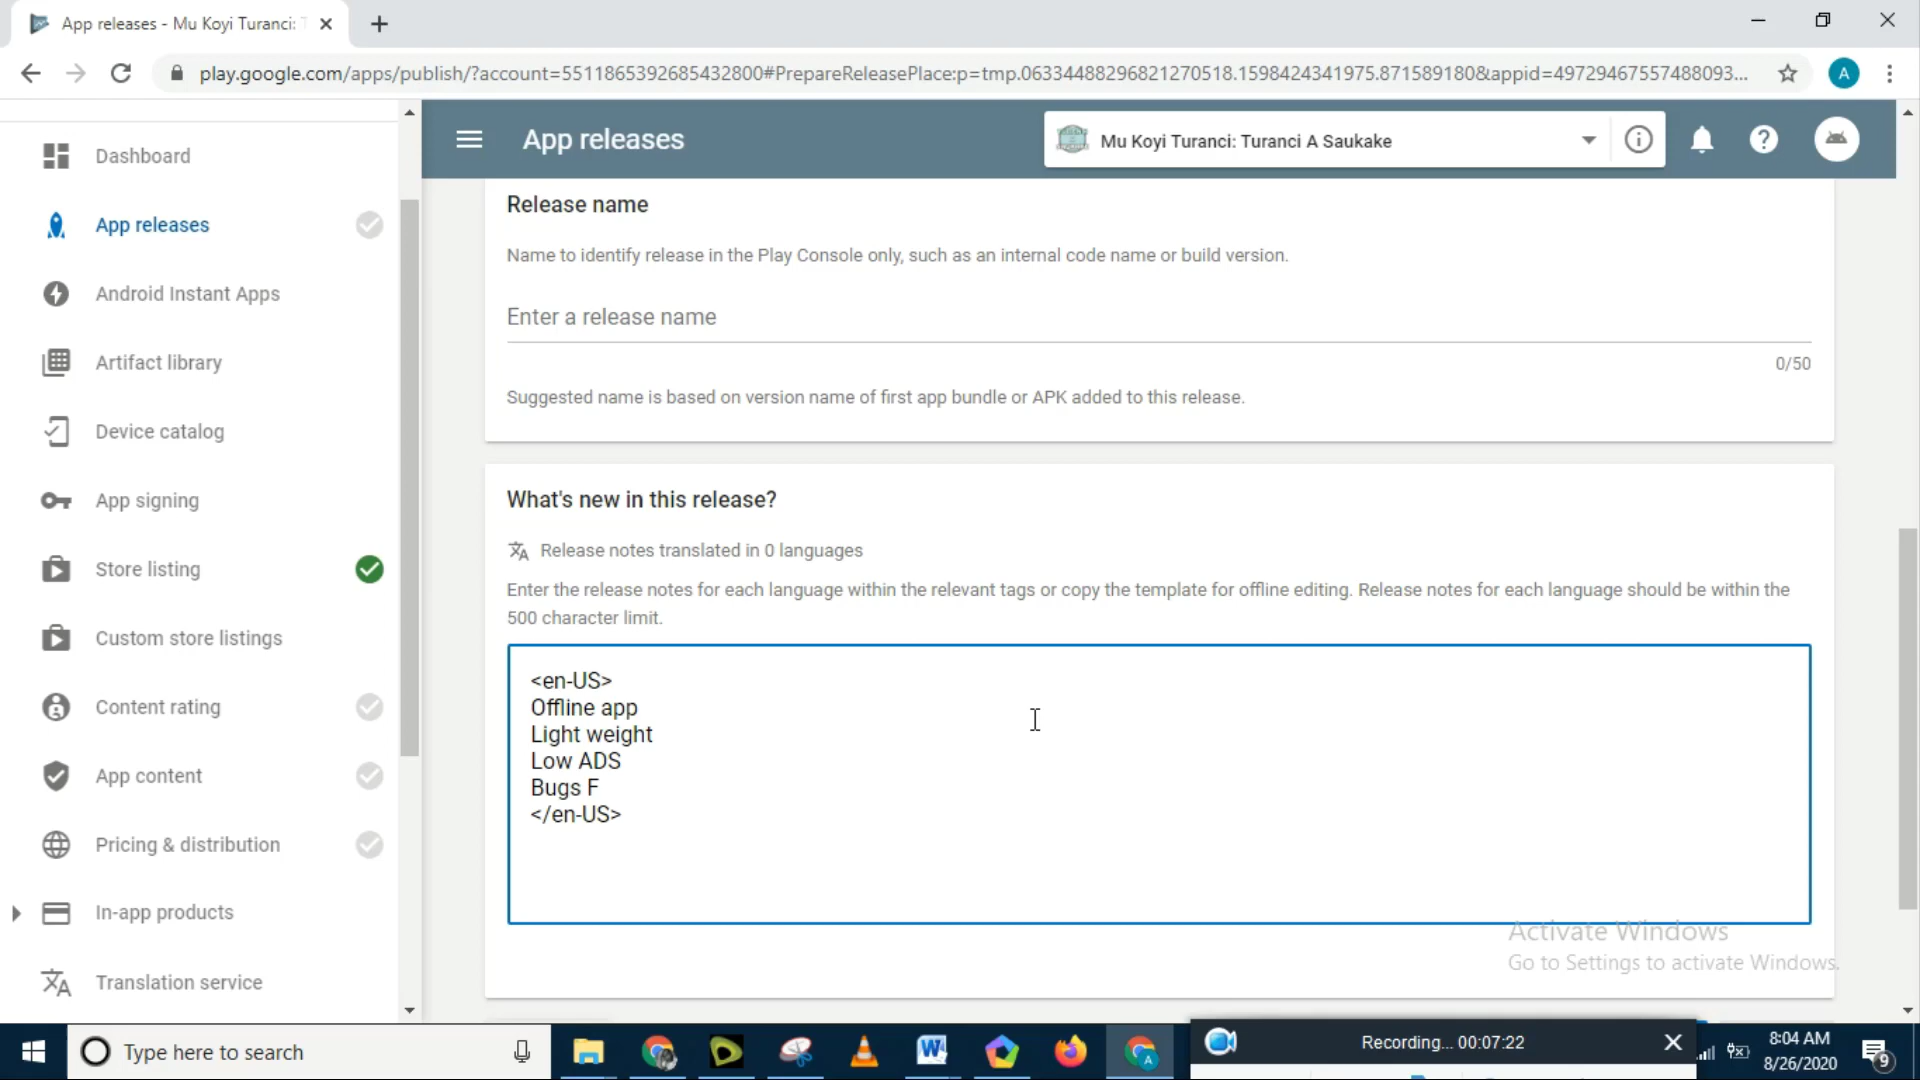 App releases - Mu Koyi Turanci: T
play.google.com/apps/publish/?account=5511865392685432800#PrepareReleasePlace:p=tmp.06334488296821270518.1598424341975.871589180&appid=49729467557488093...
A
Dashboard
App releases
Android Instant Apps
Artifact library
Device catalog
App signing
Store listing
Custom store listings
Content rating
App content
Pricing & distribution
In-app products
Translation service
App releases
Mu Koyi Turanci: Turanci A Saukake
Release name
Name to identify release in the Play Console only, such as an internal code name or build version.
Enter a release name
0/50
Suggested name is based on version name of first app bundle or APK added to this release.
What's new in this release?
Release notes translated in 0 languages
Enter the release notes for each language within the relevant tags or copy the template for offline editing. Release notes for each language should be within the
500 character limit.
<en-US>
Offline app
Light weight
Low ADS
Bugs F
</en-US>
Activate Windows
Go to Settings to activate Windows.
Type here to search
Recording... 00:07:22
8:04 AM
8/26/2020
9